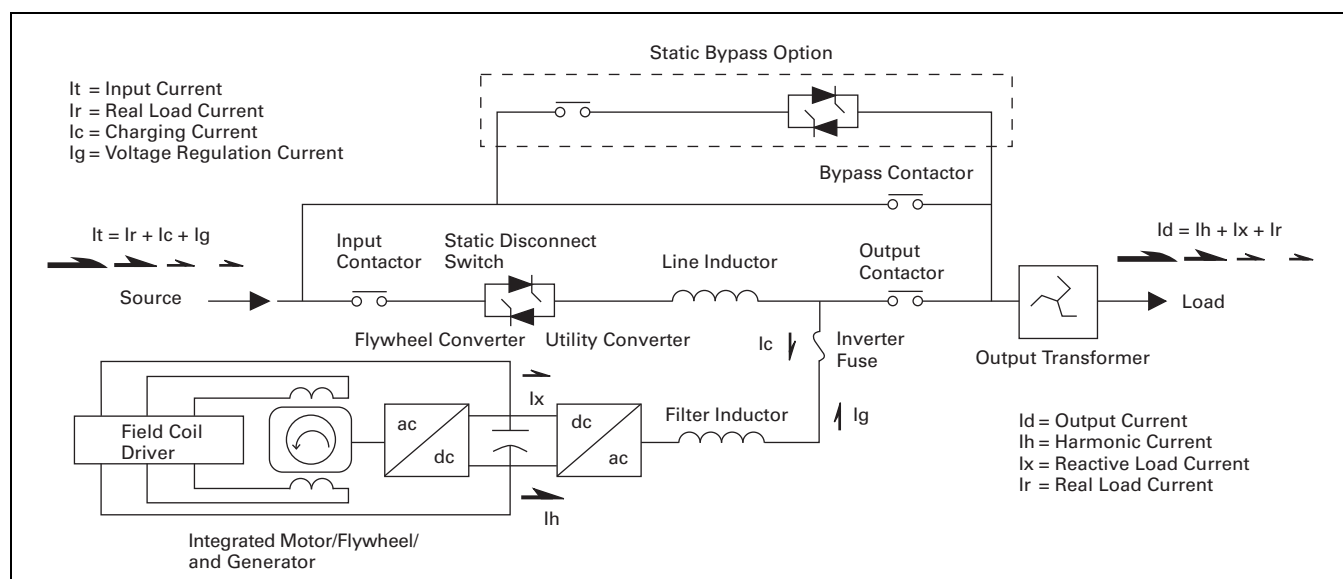 Static Bypass Option
It = Input Current
Ir = Real Load Current
Ic = Charging Current
Ig = Voltage Regulation Current
Bypass Contactor
It = Ir + Ic + Ig
Id = Ih + Ix + Ir
Input
Contactor
Static Disconnect
Switch
Line Inductor
Output
Contactor
Source
Load
Flywheel Converter
Utility Converter
Ic
Inverter
Fuse
Output Transformer
Ix
Ig
Filter Inductor
Field Coil
Driver
ac
dc
dc
ac
Id = Output Current
Ih = Harmonic Current
Ix = Reactive Load Current
Ir = Real Load Current
Ih
Integrated Motor/Flywheel/
and Generator